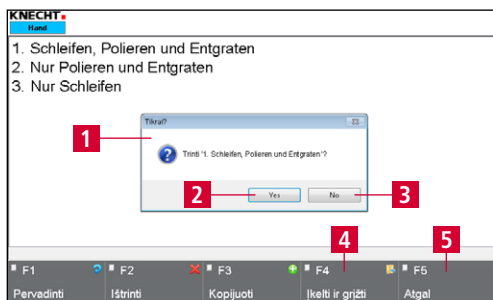 KNECHT
Hand
1. Schleifen, Polieren und Entgraten
2. Nur Polieren und Entgraten
3. Nur Schleifen
Tikrai?
1
Trinti '1. Schleifen, Polieren und Entgraten'?
2
Yes
No
3
4
5
F1 F2 F3 F4 F5
Pervadinti Ištrinti Kopijuoti Įkelti ir grįžti Atgal